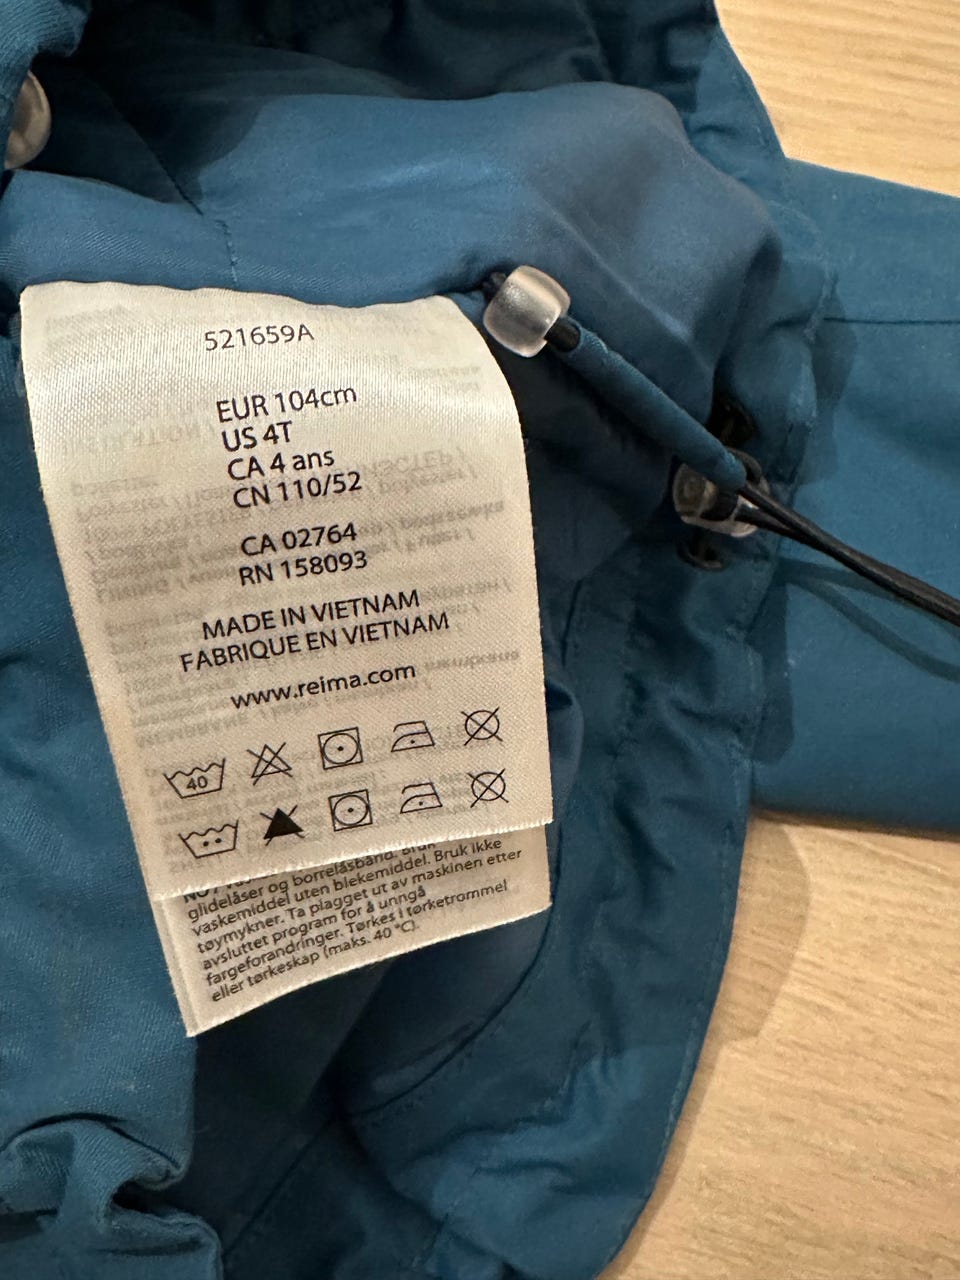 521659A
EUR 104cm
US 4T
CA 4 ans
CN 110/52
CA 02764
RN 158093
MADE IN VIETNAM
FABRIQUE EN VIETNAM
www.reima.com
40
glidelåser og borrelåsbånd. Bruk
vaskemiddel uten blekemiddel. Bruk ikke
tøymykner. Ta plagget ut av maskinen etter
avsluttet program for å unngå
fargeforandringer. Tørkes i tørketrommel
eller tørkeskap (maks. 40 °C).